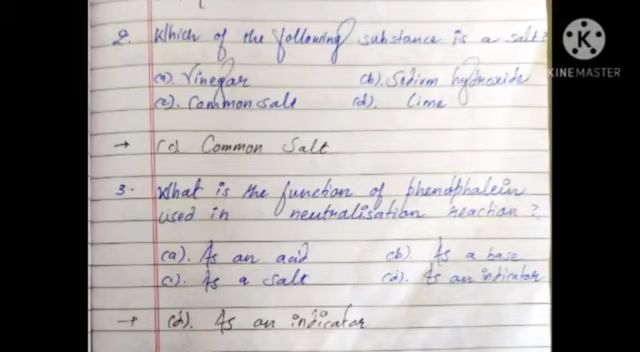 2. Which of the following substance is a salt?
(a). Vinegar (b). Sodium hydroxide
(c). Common salt (d). Lime
→ (c) Common Salt
3. What is the function of phenophalein
used in neutralisation reaction?
(a). As an acid (b). As a base
(c). As a salt (d). As an indicator
→ (d). As an indicator
KINEMASTER